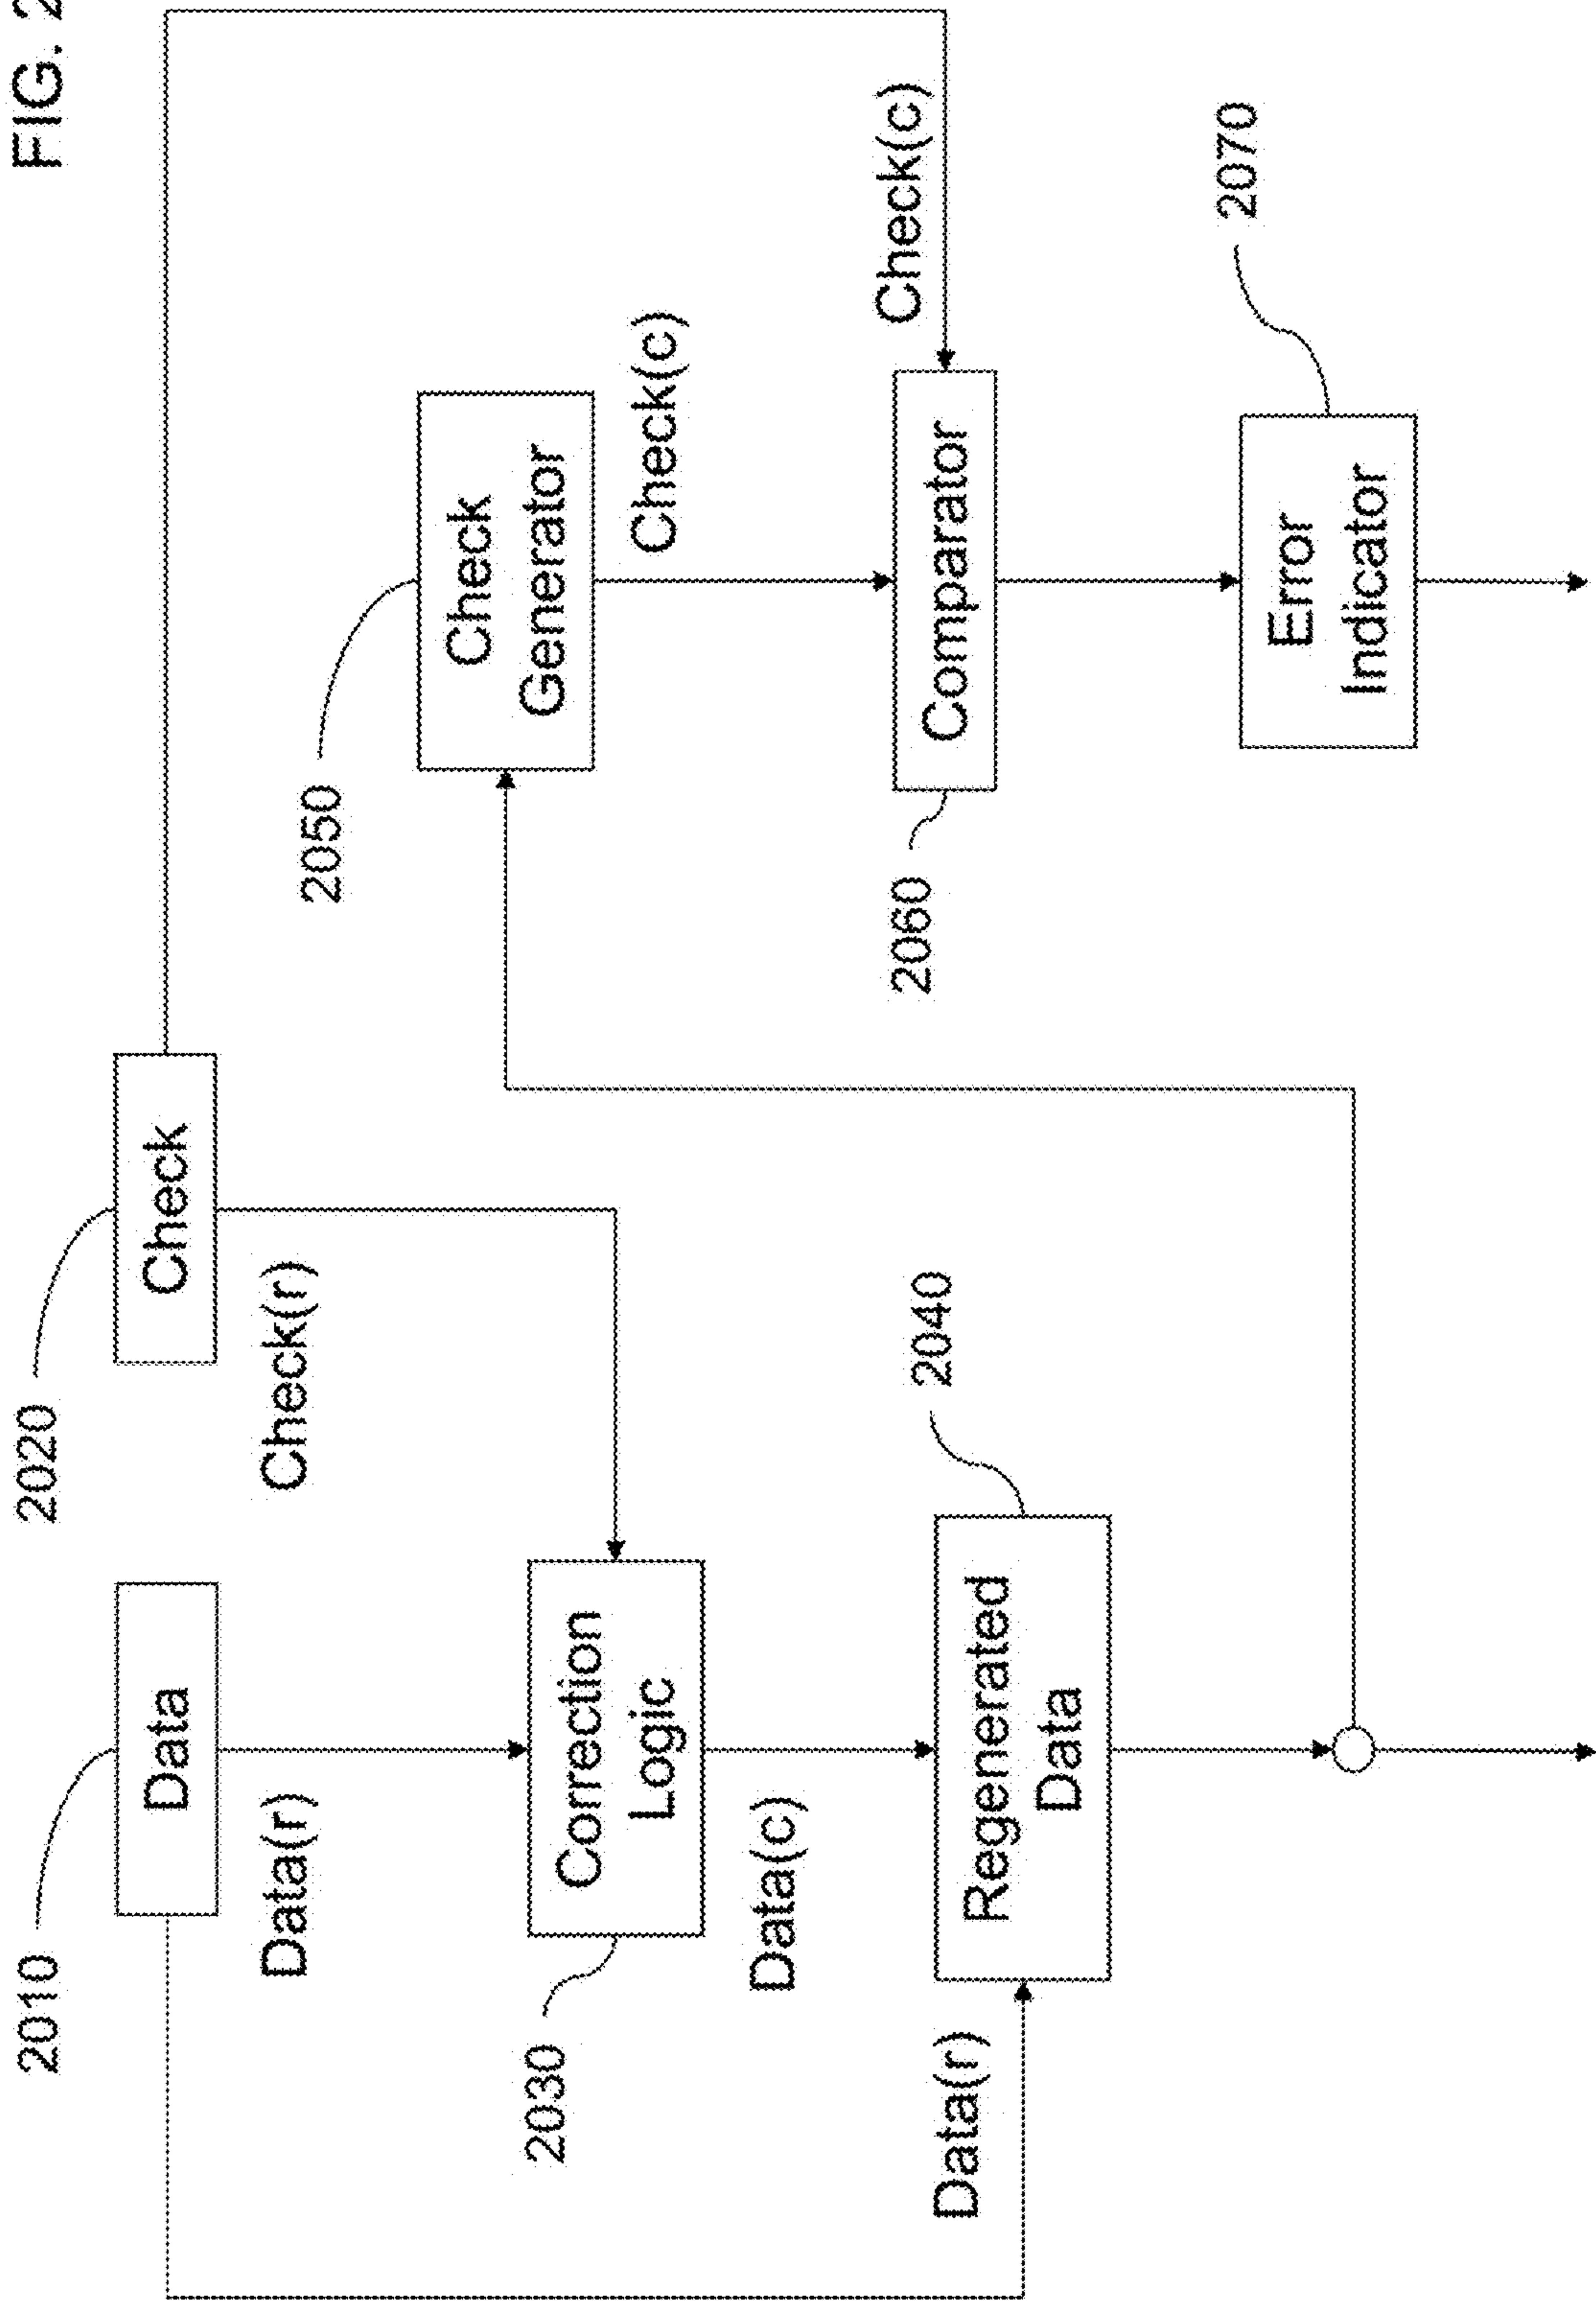 FIG. 2
2010
2020
Data
Check
Data(r)
Check(r)
2050
Check
Generator
2030
Correction
Logic
Check(c)
Data(c)
2060
Comparator
Check(c)
Data(r)
Regenerated
Data
2040
Error
Indicator
2070